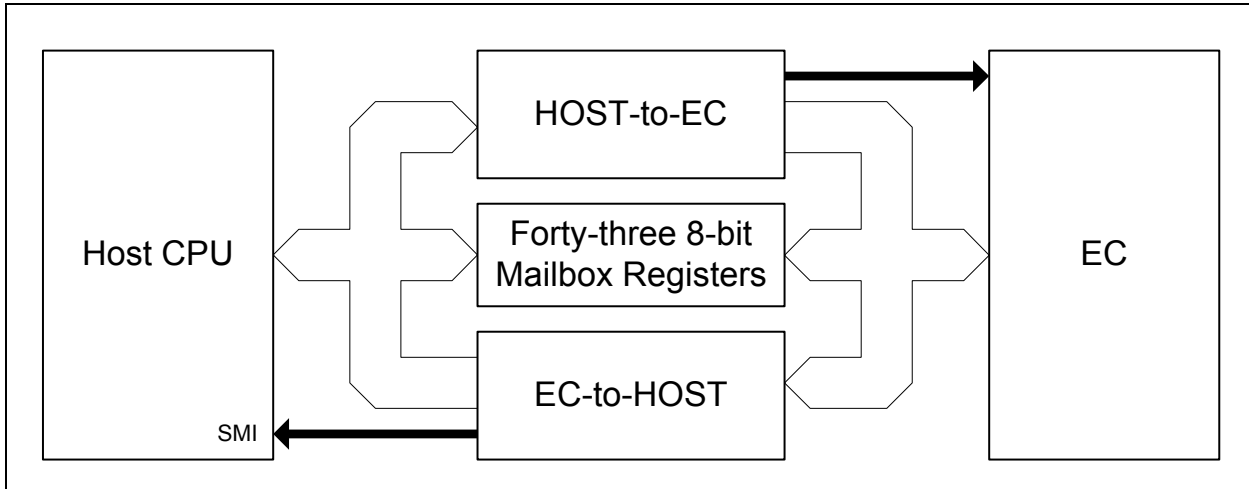 Host CPU
SMI
HOST-to-EC
Forty-three 8-bit
Mailbox Registers
EC-to-HOST
EC